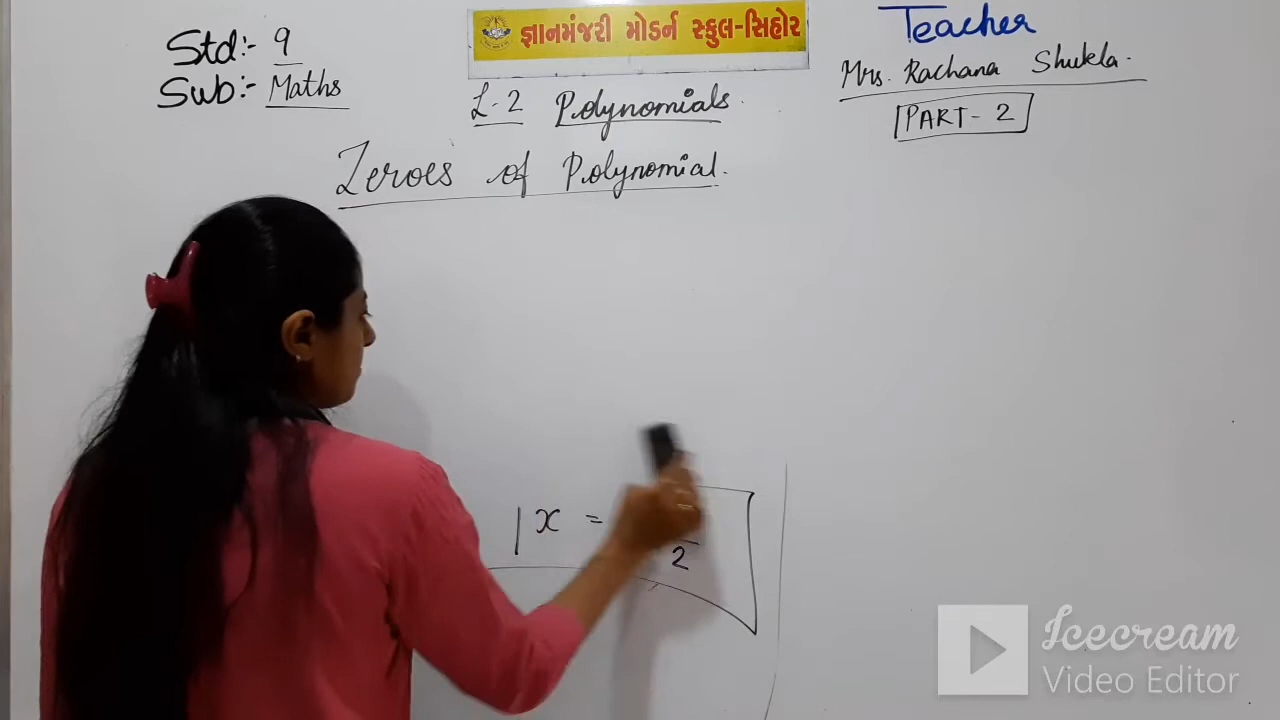 Std:- 9
Sub:- Maths
જ્ઞાનમંજરી મોડર્ન સ્કુલ-સિહોર
Teacher
Mrs. Rachana Shukla.
PART-2
L-2 Polynomials.
Zeroes of Polynomial.
x =
2
Icecream
Video Editor